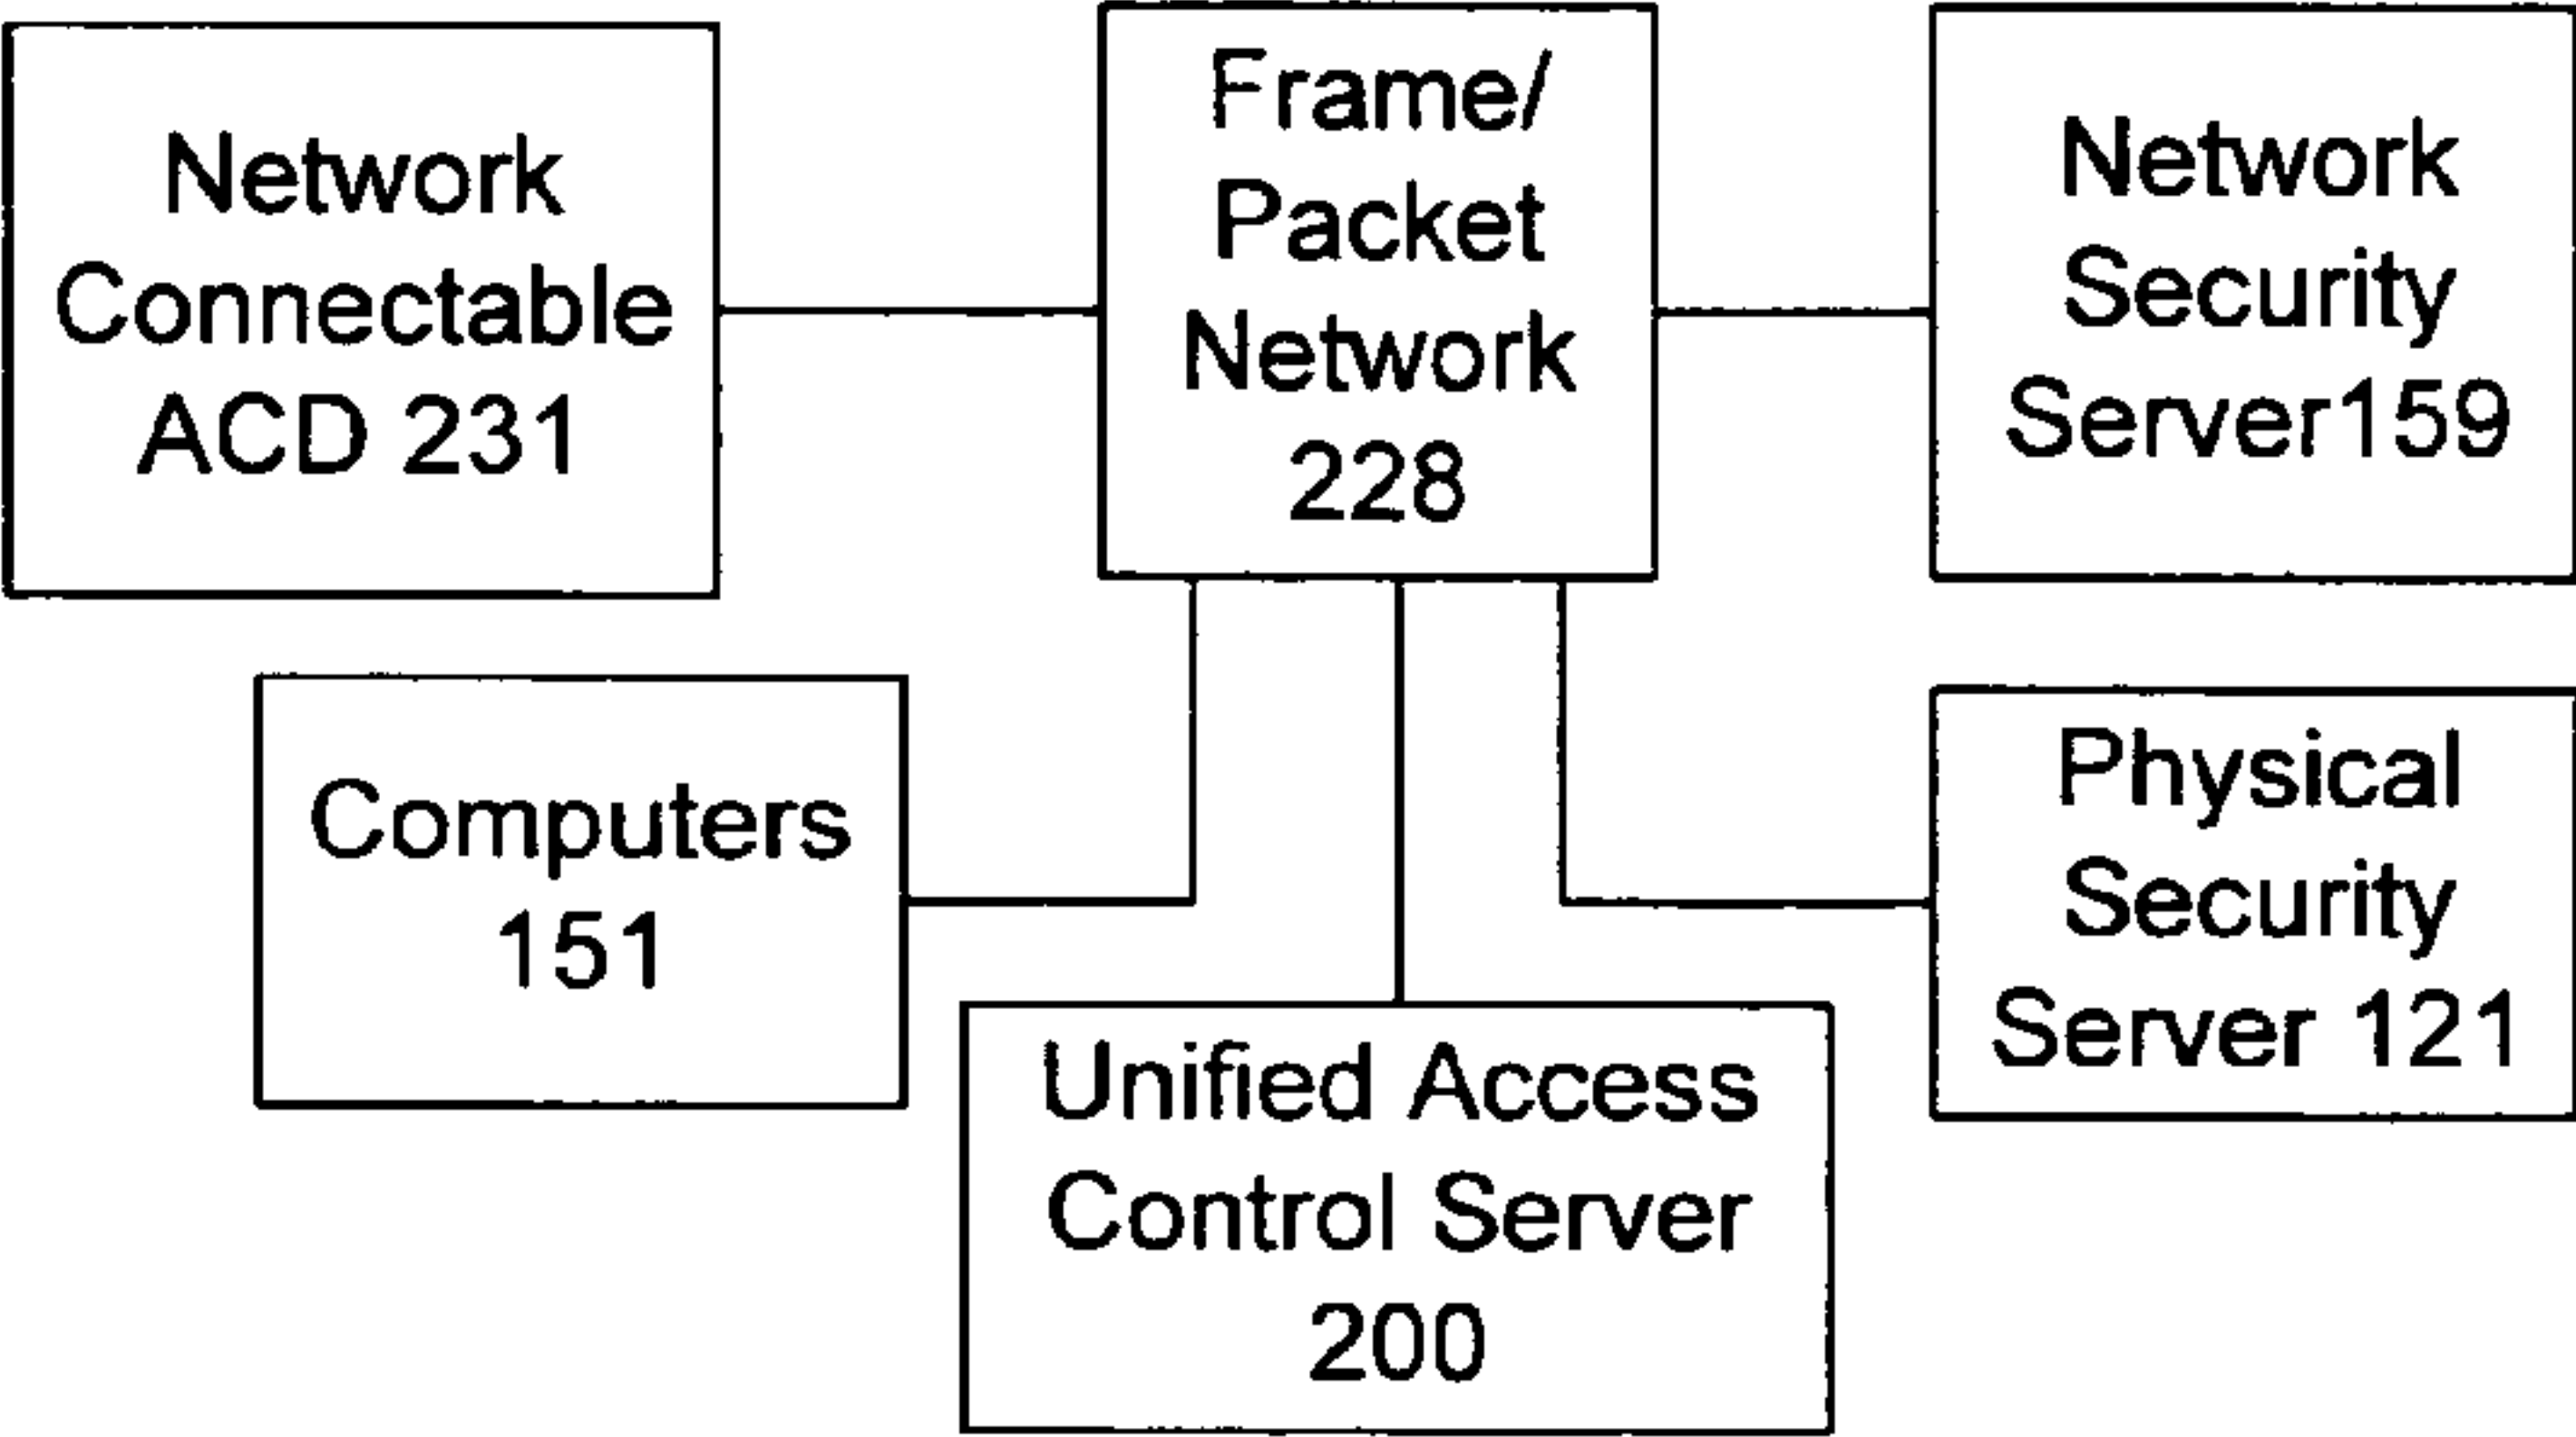 Network
Connectable
ACD 231
Frame/
Packet
Network
228
Network
Security
Server159
Computers
151
Unified Access
Control Server
200
Physical
Security
Server 121